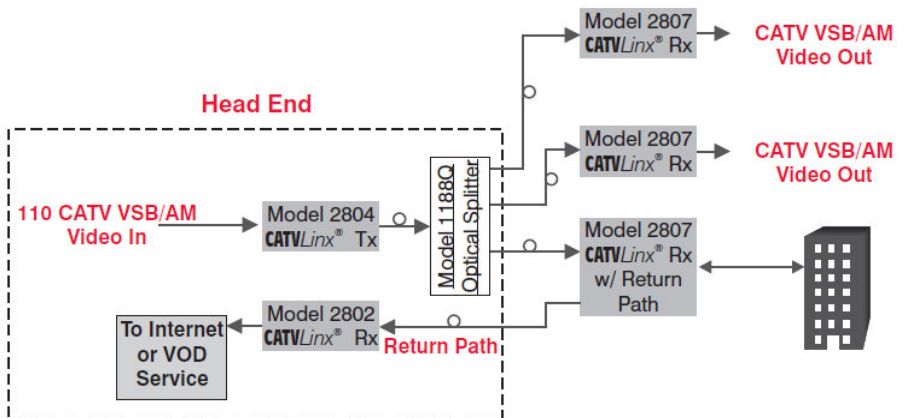 Model 2807
CATVLinx® Rx
CATV VSB/AM
Video Out
Head End
Model 2807
CATVLinx® Rx
CATV VSB/AM
Video Out
110 CATV VSB/AM
Video In
Model 2804
CATVLinx® Tx
Model 1188Q
Optical Splitter
Model 2807
CATVLinx® Rx
w/ Return
Path
Model 2802
CATVLinx® Rx
Return Path
To Internet
or VOD
Service